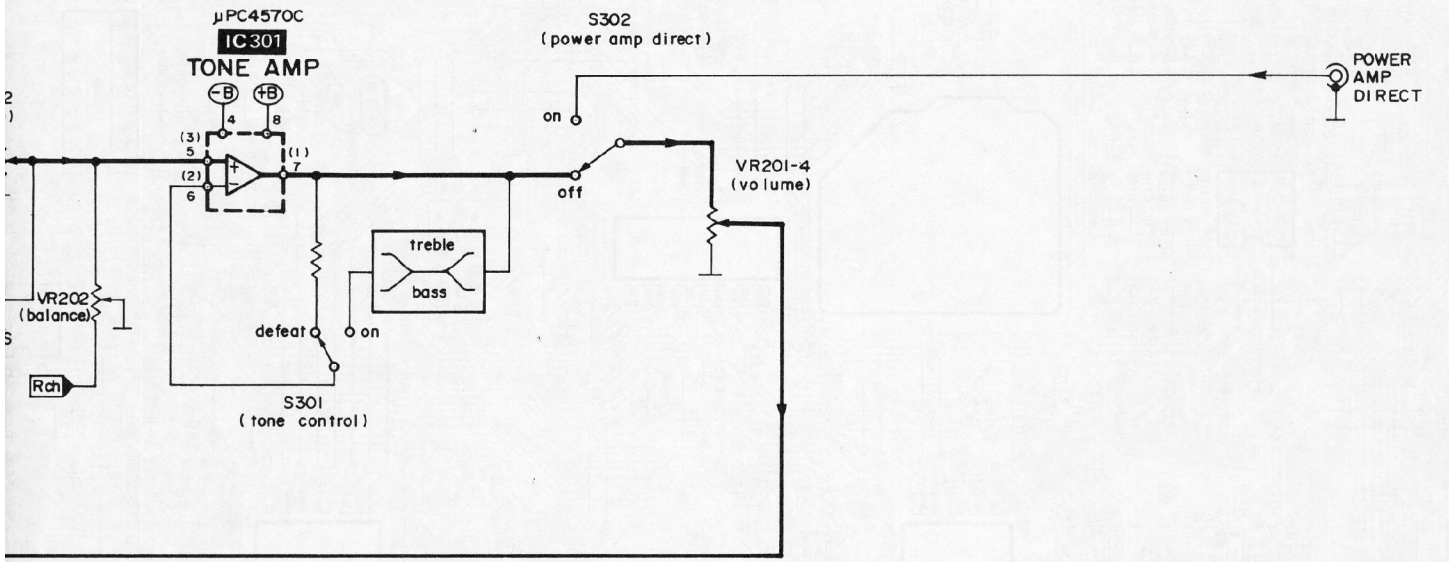 μPC4570C
IC301
TONE AMP
-B +B
4 8
(3)
5
+
(1)
7
(2)
-
6
S302
(power amp direct)
on
off
POWER
AMP
DIRECT
VR201-4
(volume)
treble
bass
VR202
(balance)
defeat on
Rch
S301
(tone control)
2
)
S